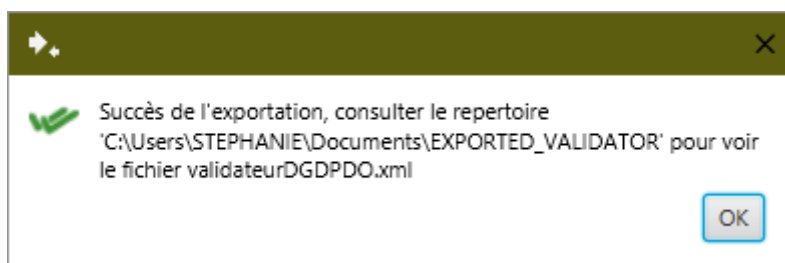 Succès de l'exportation, consulter le repertoire
'C:\Users\STEPHANIE\Documents\EXPORTED_VALIDATOR' pour voir
le fichier validateurDGDPDO.xml
OK